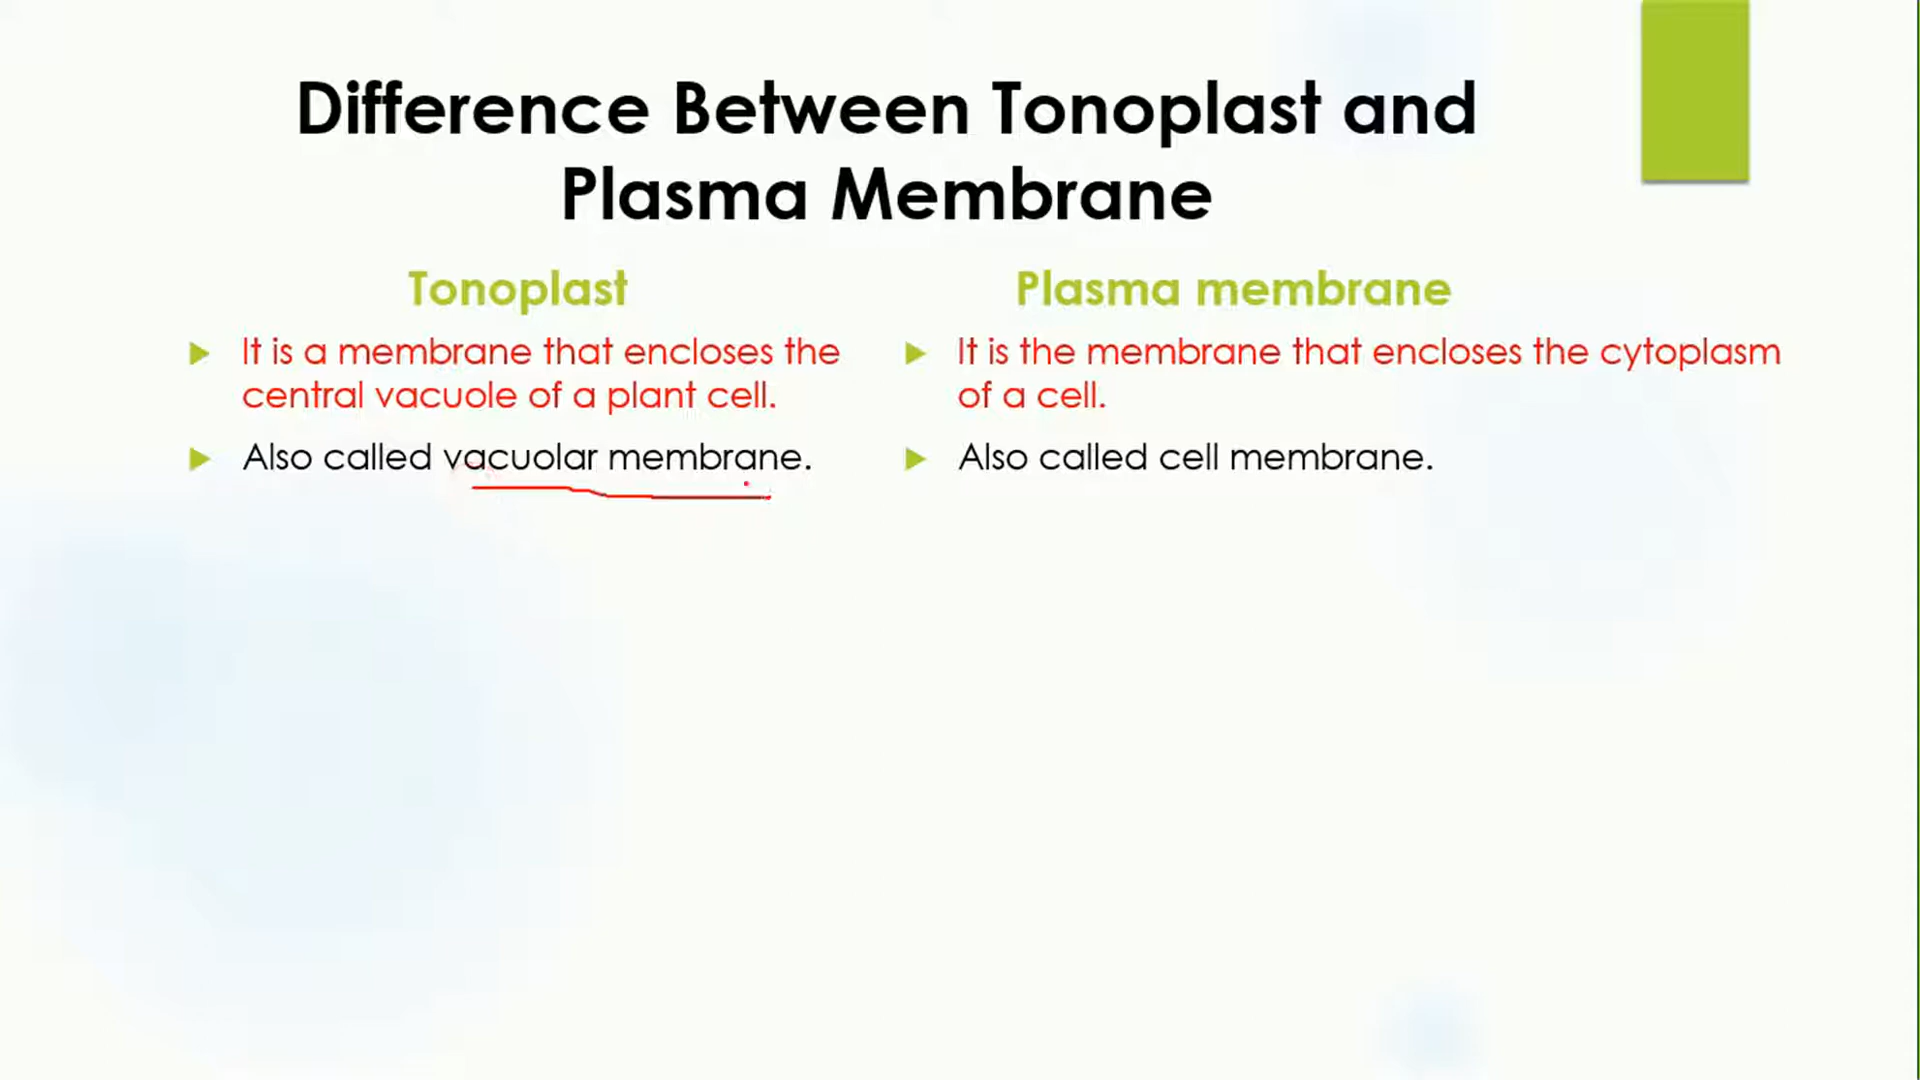 Difference Between Tonoplast and
Plasma Membrane
Tonoplast
It is a membrane that encloses the
central vacuole of a plant cell.
Also called vacuolar membrane.
Plasma membrane
It is the membrane that encloses the cytoplasm
of a cell.
Also called cell membrane.